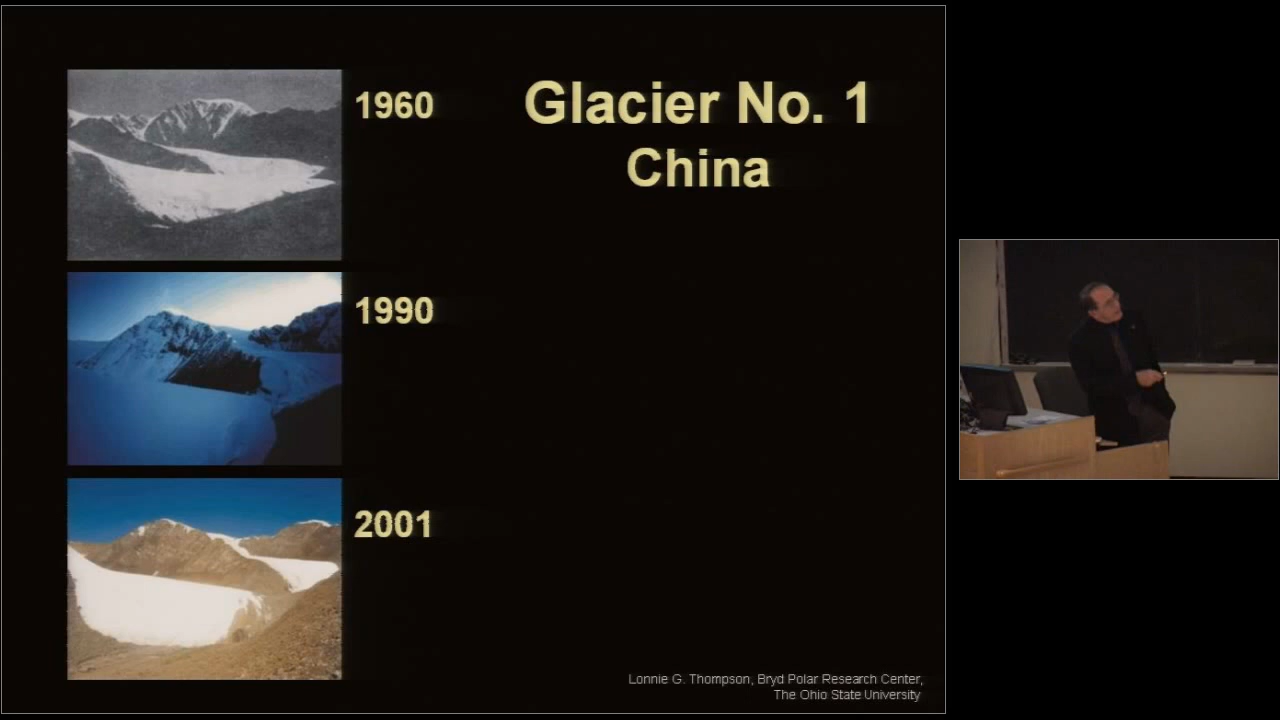 Glacier No. 1
China
1960
1990
2001
Lonnie G. Thompson, Bryd Polar Research Center,
The Ohio State University